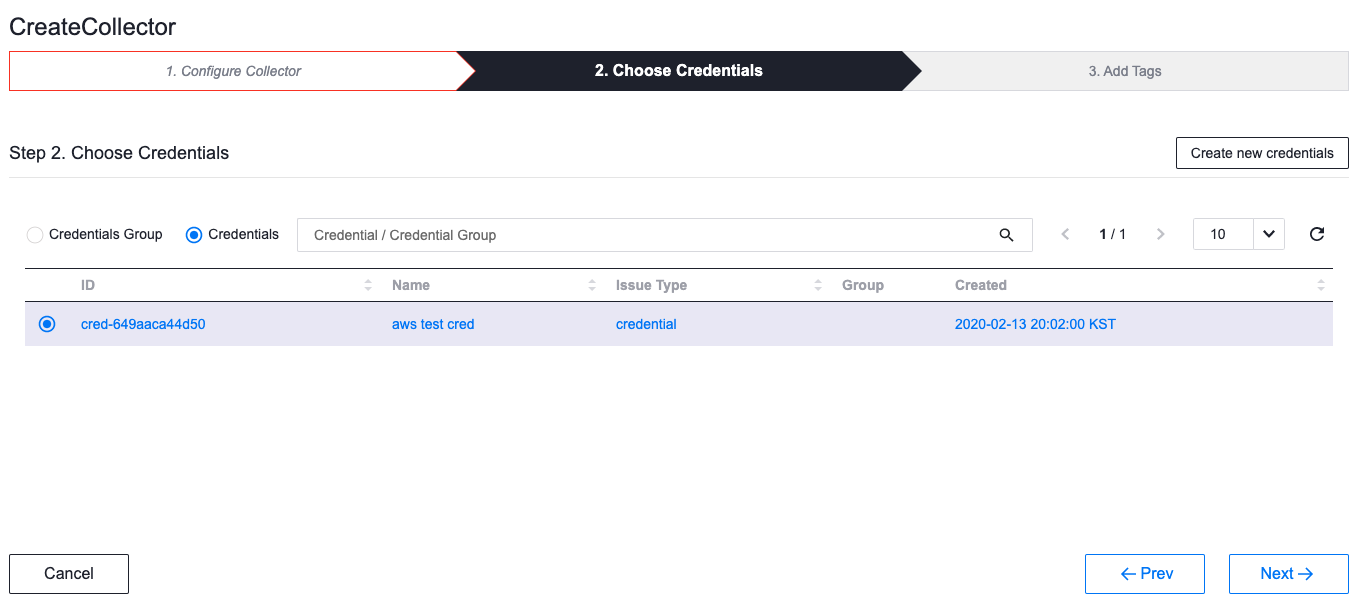 CreateCollector
1. Configure Collector
2. Choose Credentials
3. Add Tags
Step 2. Choose Credentials
Create new credentials
Credentials Group
Credentials
Credential / Credential Group
1 / 1
10
ID Name Issue Type Group Created
cred-649aaca44d50 aws test cred credential 2020-02-13 20:02:00 KST
Cancel
Prev
Next